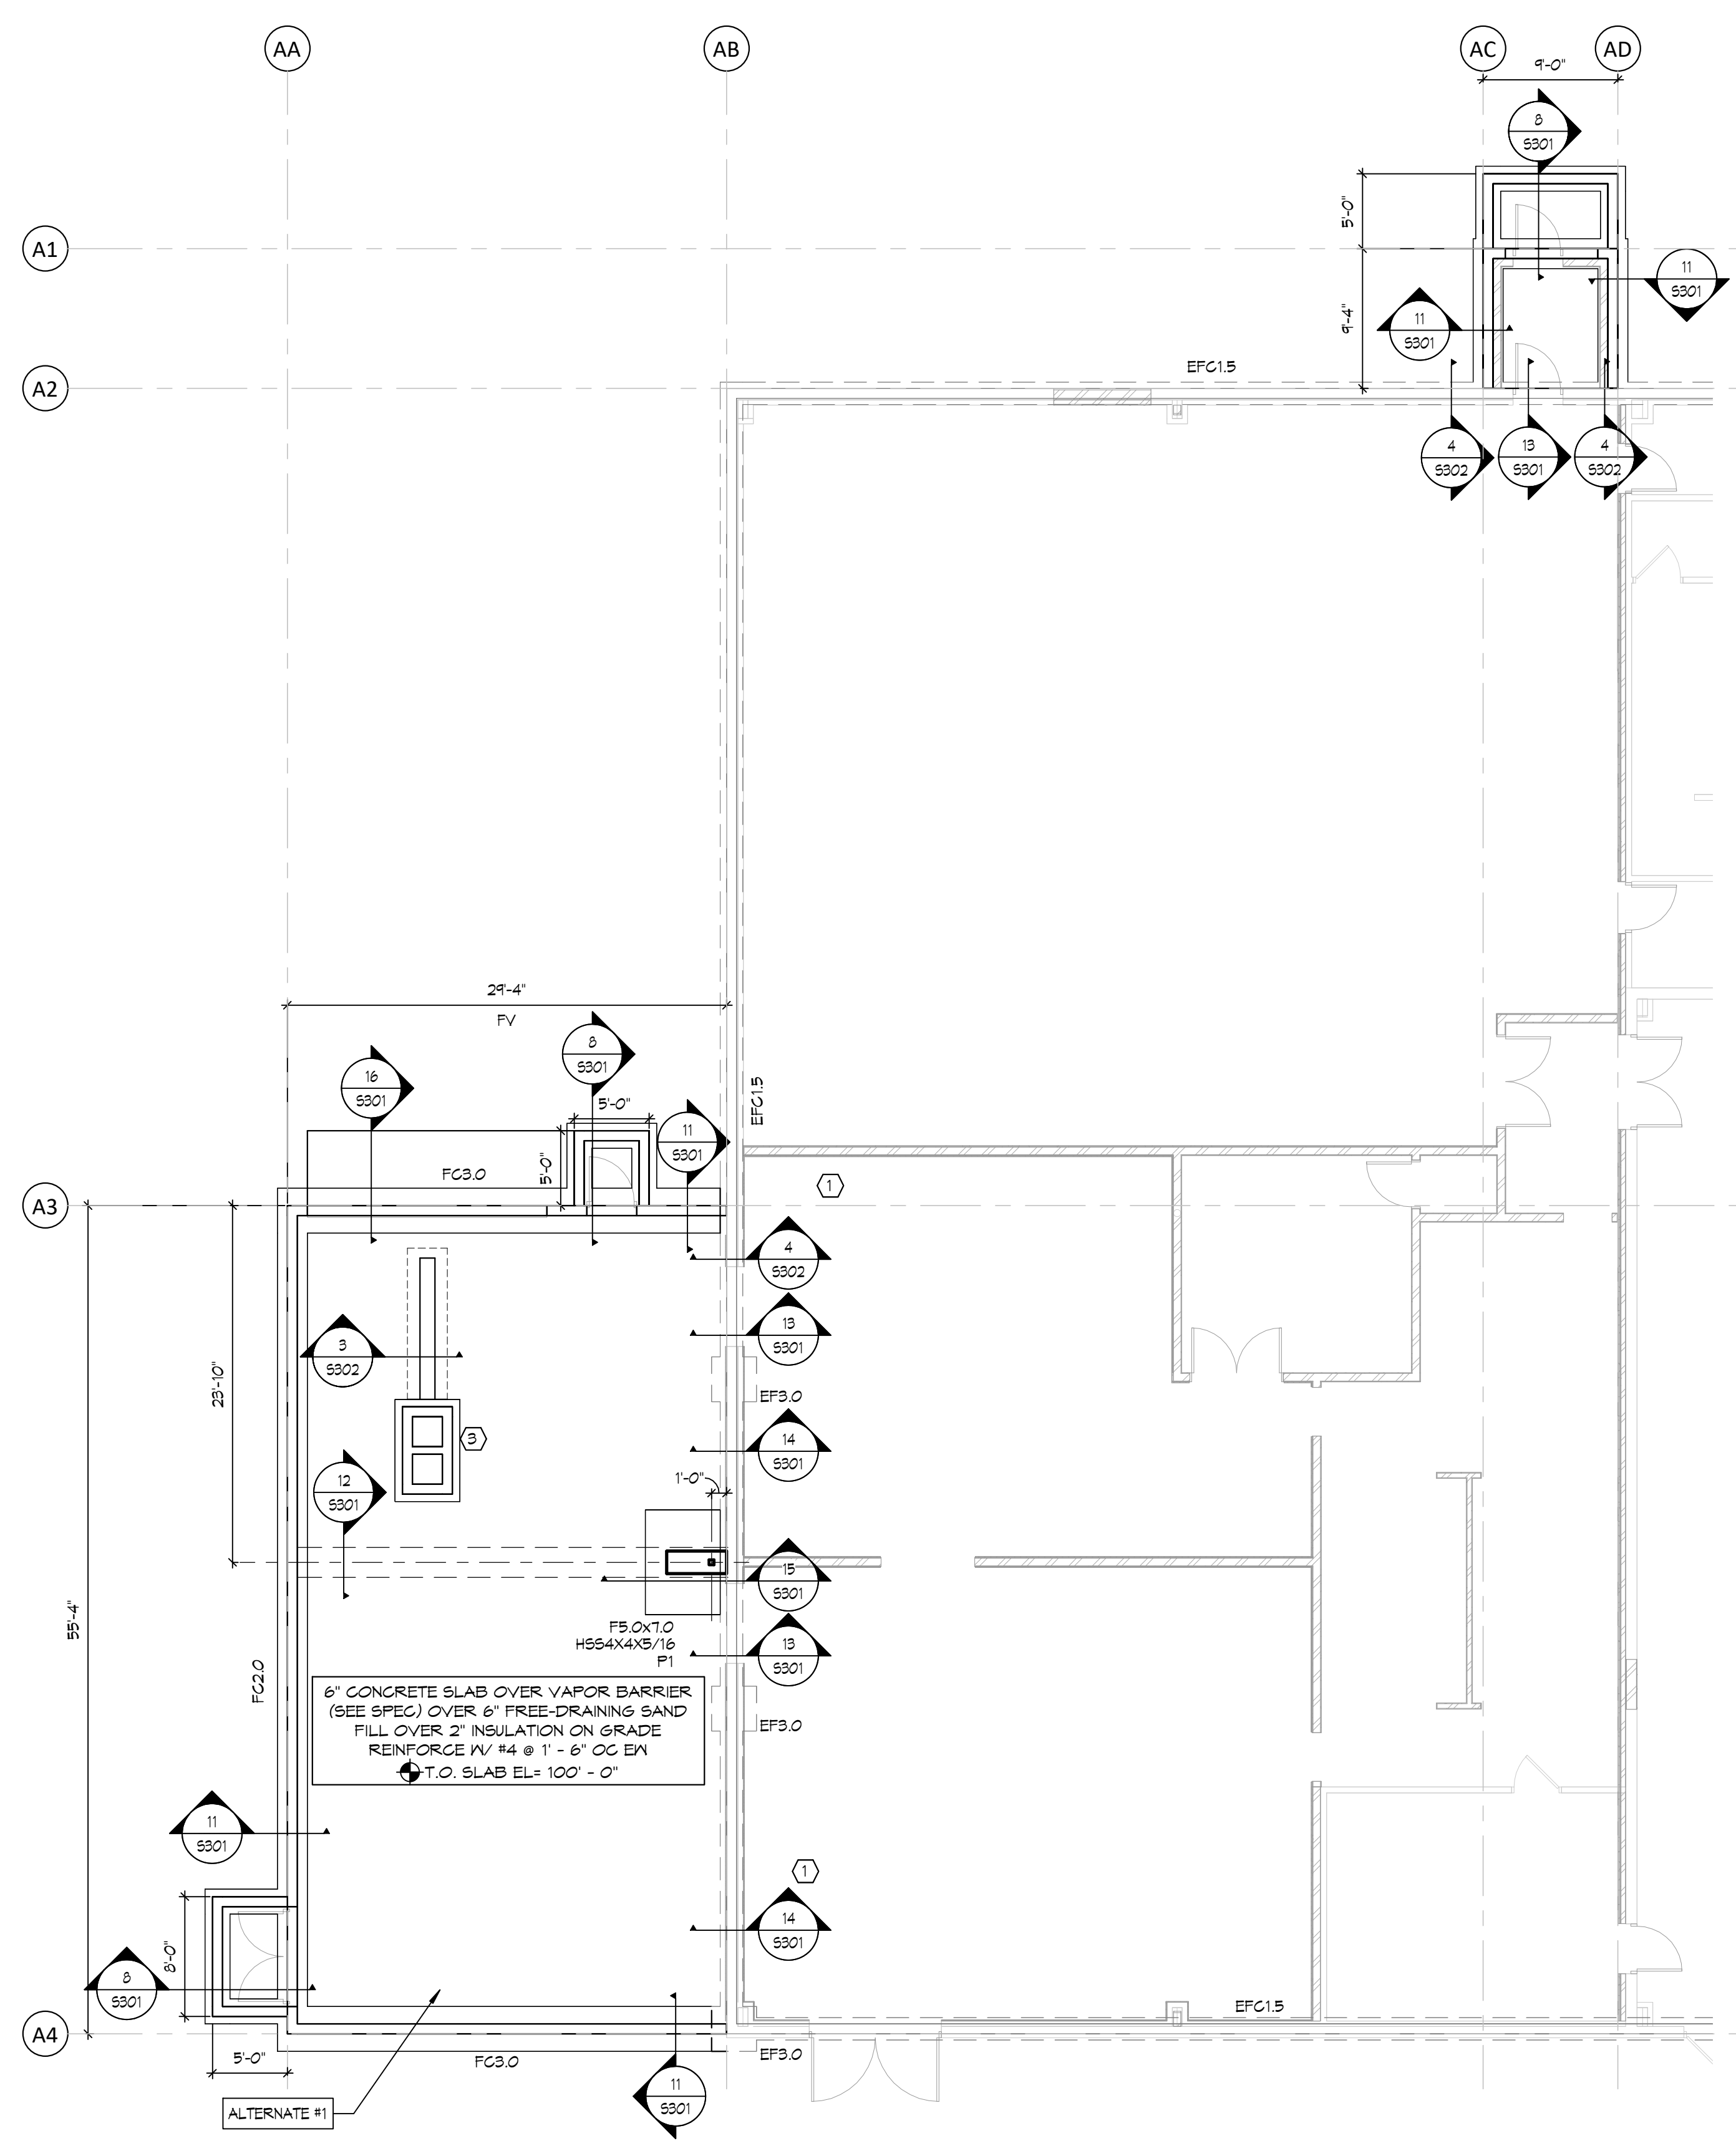 AA
AB
AC
AD
9'-0"
8
S301
5'-0"
A1
11
S301
11
S301
9'-4"
EFC1.5
A2
4
S302
13
S301
4
S302
29'-4"
FV
8
S301
16
S301
EFC1.5
5'-0"
11
S301
5'-0"
FC3.0
1
A3
4
S302
13
S301
3
S302
23'-10"
EF3.0
3
14
S301
1'-0"
12
S301
15
S301
55'-4"
F5.0x7.0
HSS4X4X5/16
P1
13
S301
FC2.0
6" CONCRETE SLAB OVER VAPOR BARRIER
(SEE SPEC) OVER 6" FREE-DRAINING SAND
FILL OVER 2" INSULATION ON GRADE
REINFORCE W/ #4 @ 1' - 6" OC EW
T.O. SLAB EL= 100' - 0"
EF3.0
11
S301
1
14
S301
8'-0"
8
S301
EFC1.5
A4
5'-0"
FC3.0
EF3.0
11
S301
ALTERNATE #1